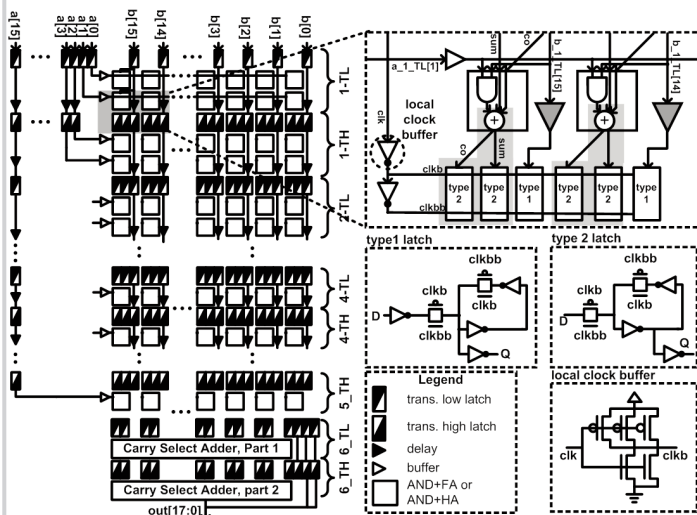 a[15]
a[3]
a[2]
a[1]
a[0]
b[15]
b[14]
b[3]
b[2]
b[1]
b[0]
1-TL
1-TH
2-TL
4-TL
4-TH
5_TH
6_TL
6_TH
Carry Select Adder, Part 1
Carry Select Adder, part 2
out[17:0]
a_1_TL[1]
sum
co
b_1_TL[15]
b_1_TL[14]
clk
local
clock
buffer
co
sum
clkb
clkbb
type
2
type
2
type
1
type
2
type
2
type
1
type1 latch
clkbb
clkb
clkb
D
clkbb
Q
type 2 latch
clkbb
clkb
clkb
D
clkbb
Q
Legend
trans. low latch
trans. high latch
delay
buffer
AND+FA or
AND+HA
local clock buffer
clk
clkb